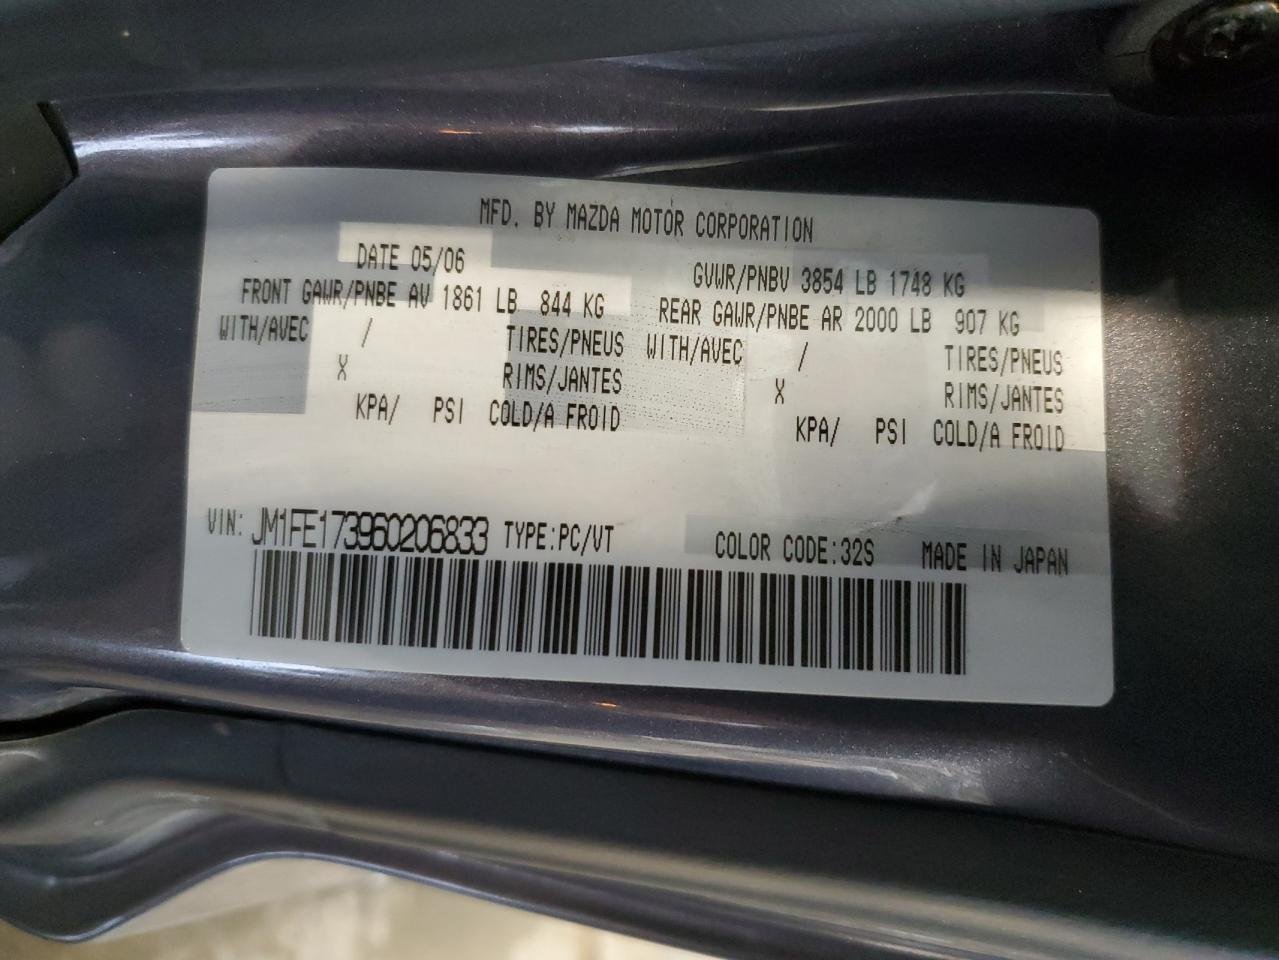 MFD. BY MAZDA MOTOR CORPORATION
DATE 05/06 GVWR/PNBV 3854 LB 1748 KG
FRONT GAWR/PNBE AV 1861 LB 844 KG REAR GAWR/PNBE AR 2000 LB 907 KG
WITH/AVEC / TIRES/PNEUS WITH/AVEC / TIRES/PNEUS
X RIMS/JANTES X RIMS/JANTES
KPA/ PSI COLD/A FROID KPA/ PSI COLD/A FROID
VIN: JM1FE173960206833 TYPE:PC/VT COLOR CODE:32S MADE IN JAPAN